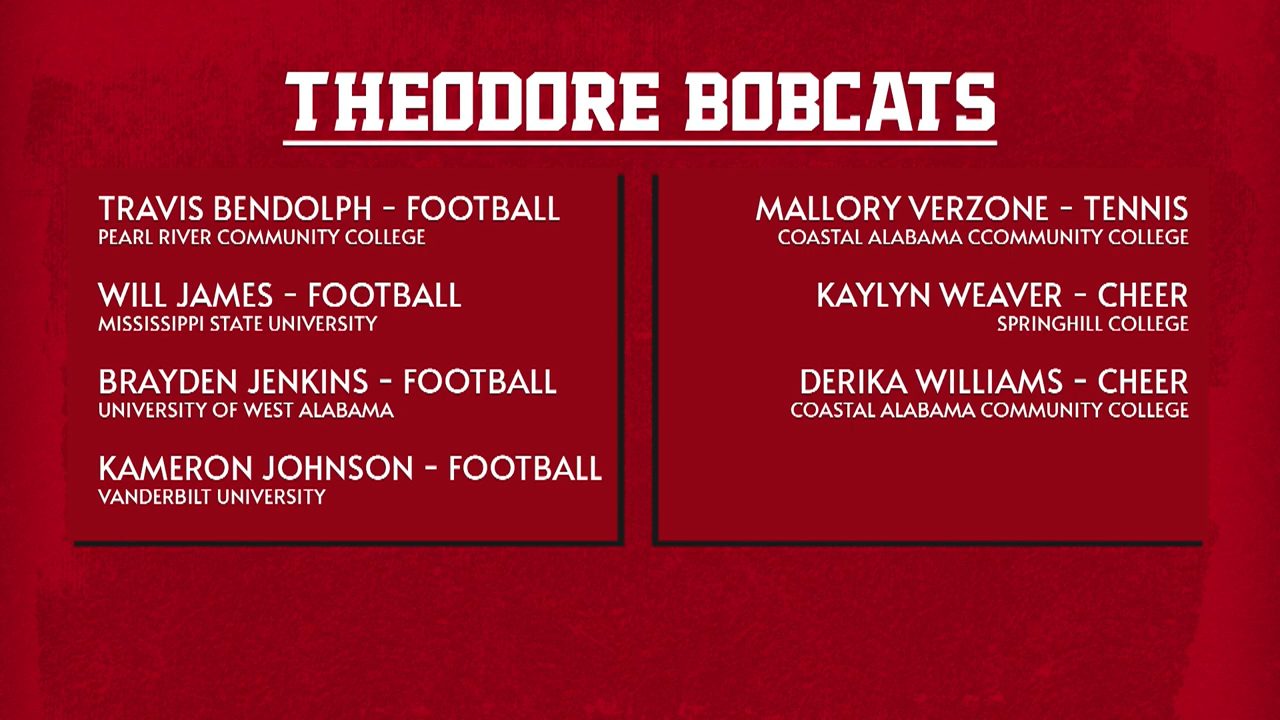 THEODORE BOBCATS
TRAVIS BENDOLPH - FOOTBALL
PEARL RIVER COMMUNITY COLLEGE
WILL JAMES - FOOTBALL
MISSISSIPPI STATE UNIVERSITY
BRAYDEN JENKINS - FOOTBALL
UNIVERSITY OF WEST ALABAMA
KAMERON JOHNSON - FOOTBALL
VANDERBILT UNIVERSITY
MALLORY VERZONE - TENNIS
COASTAL ALABAMA CCOMMUNITY COLLEGE
KAYLYN WEAVER - CHEER
SPRINGHILL COLLEGE
DERIKA WILLIAMS - CHEER
COASTAL ALABAMA COMMUNITY COLLEGE